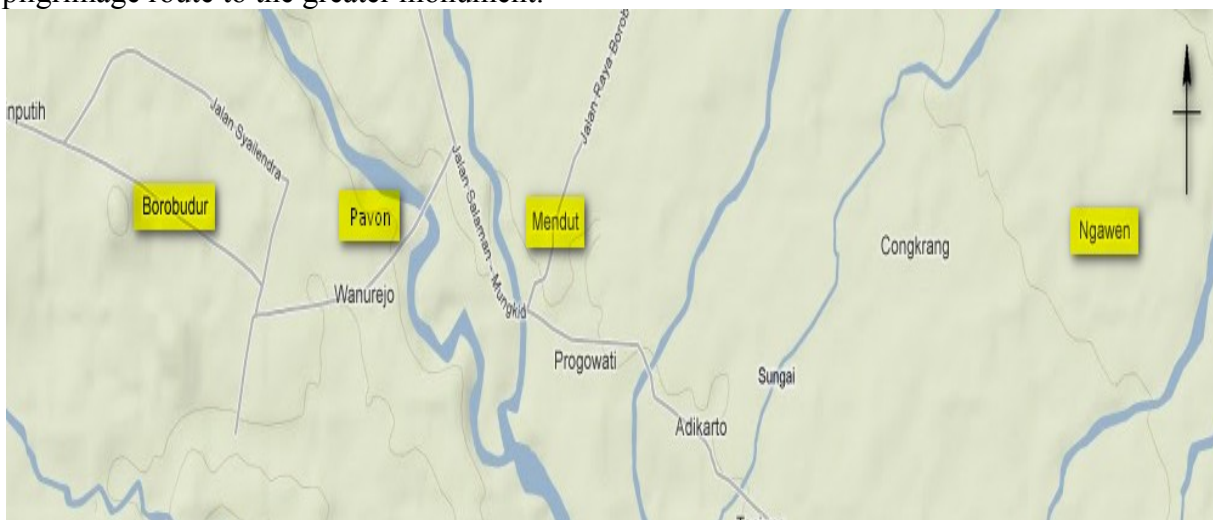 pilgrimage route to the greater monument.
Jalan Raya Borob
nputih
Jalan Syailendra
Jalan Salaman - Mungkid
Borobudur
Pavon
Mendut
Ngawen
Congkrang
Wanurejo
Progowati
Sungai
Adikarto